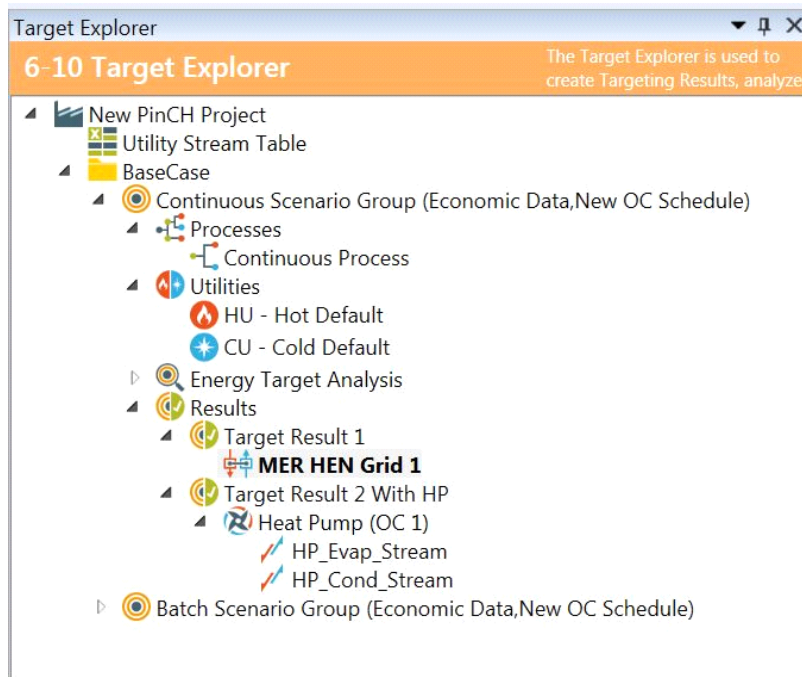 Target Explorer
6-10 Target Explorer
The Target Explorer is used to
create Targeting Results, analyze
New PinCH Project
Utility Stream Table
BaseCase
Continuous Scenario Group (Economic Data,New OC Schedule)
Processes
Continuous Process
Utilities
HU - Hot Default
CU - Cold Default
Energy Target Analysis
Results
Target Result 1
MER HEN Grid 1
Target Result 2 With HP
Heat Pump (OC 1)
HP_Evap_Stream
HP_Cond_Stream
Batch Scenario Group (Economic Data,New OC Schedule)